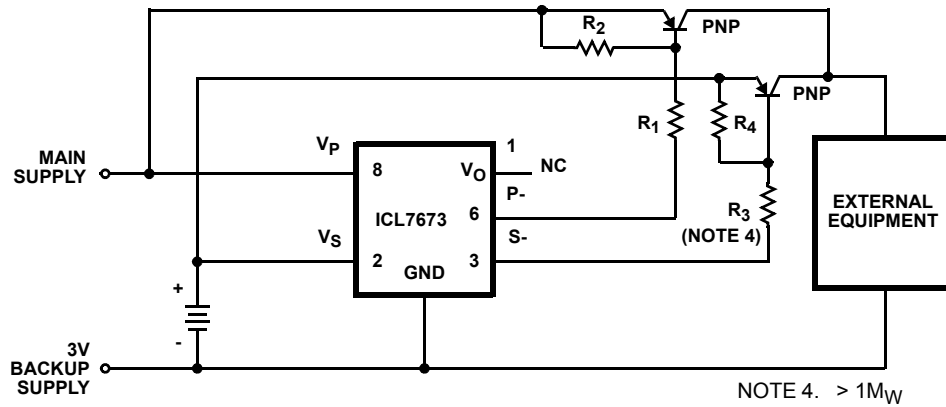 R2
PNP
PNP
R1
R4
MAIN
SUPPLY
VP
8
1
VO
NC
P-
6
ICL7673
S-
VS
2
GND
3
R3
(NOTE 4)
EXTERNAL
EQUIPMENT
+
-
3V
BACKUP
SUPPLY
NOTE 4. > 1MW